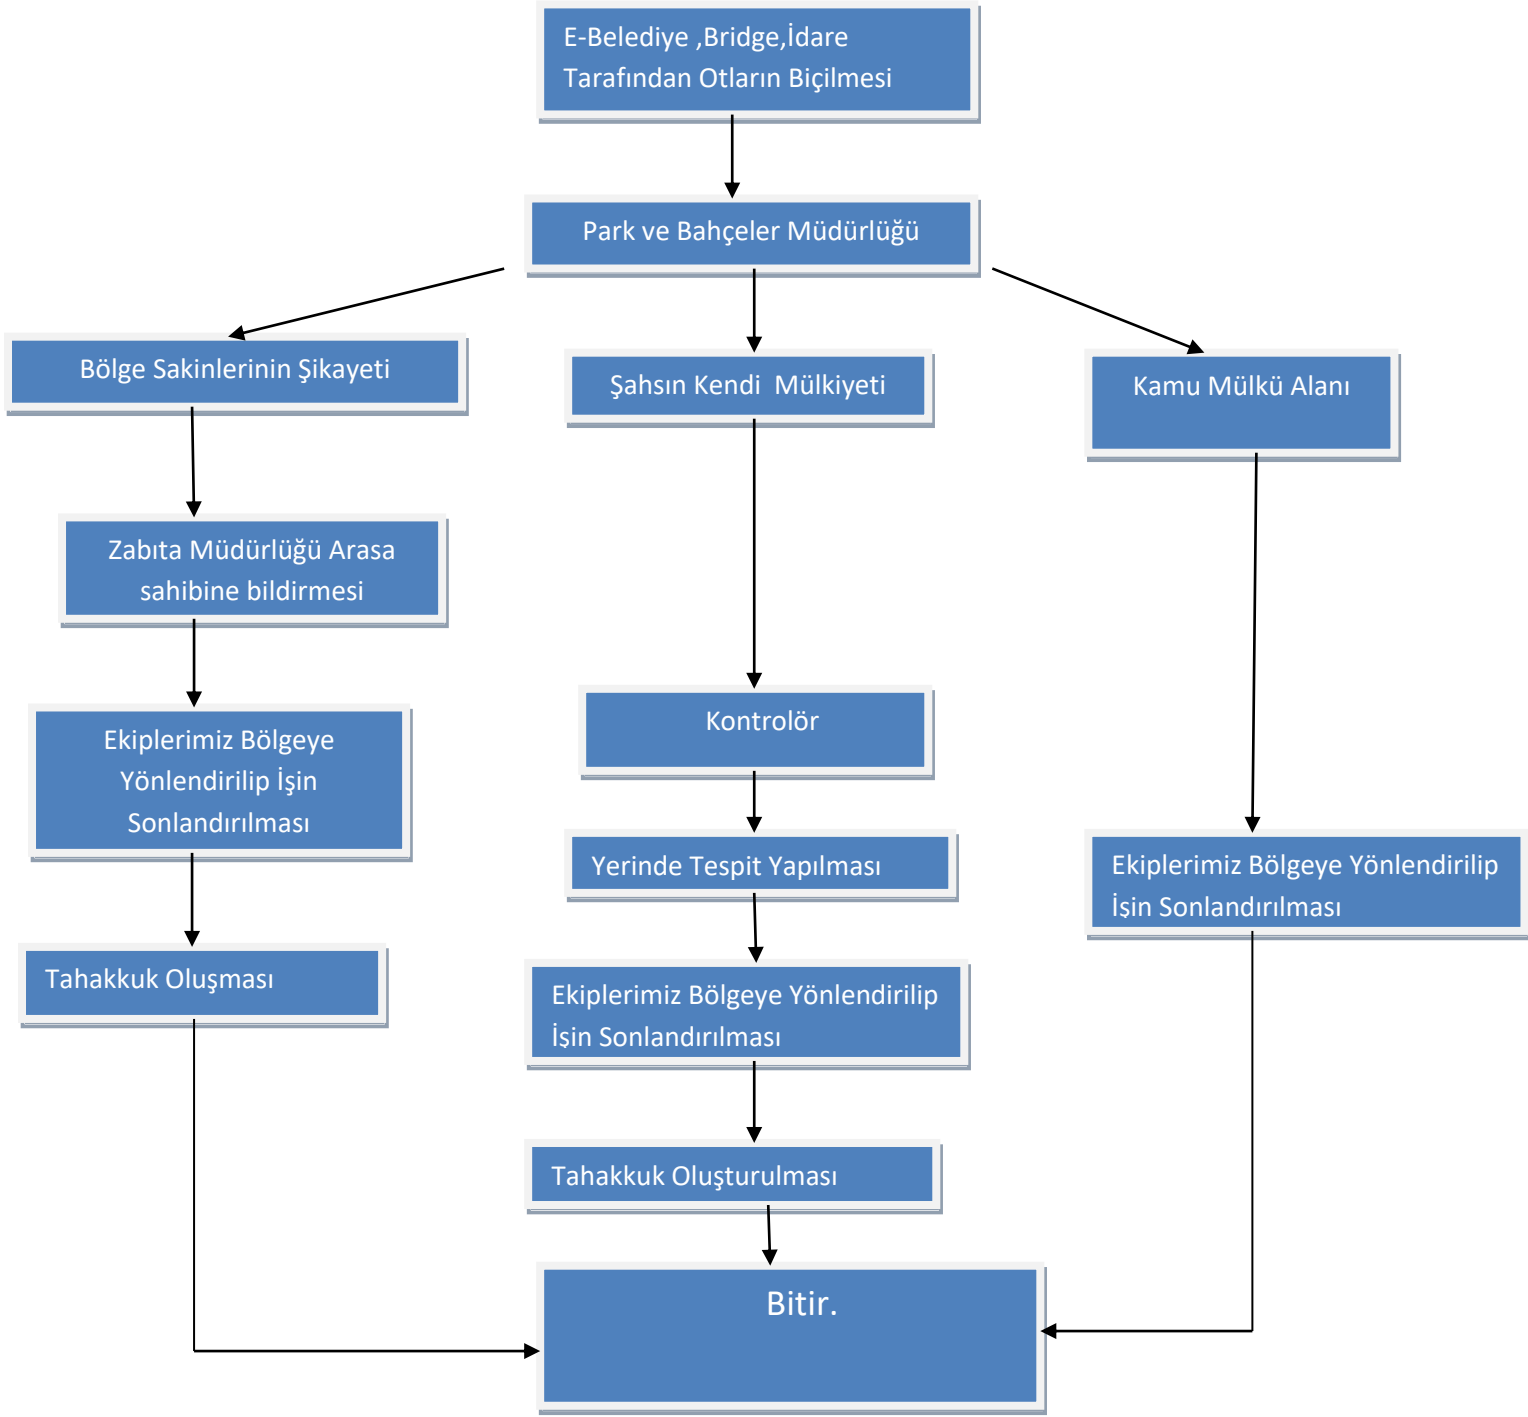 E-Belediye ,Bridge,İdare
Tarafından Otların Biçilmesi
Park ve Bahçeler Müdürlüğü
Bölge Sakinlerinin Şikayeti
Şahsın Kendi  Mülkiyeti
Kamu Mülkü Alanı
Zabıta Müdürlüğü Arasa
sahibine bildirmesi
Ekiplerimiz Bölgeye
Yönlendirilip İşin
Sonlandırılması
Kontrolör
Yerinde Tespit Yapılması
Ekiplerimiz Bölgeye Yönlendirilip
İşin Sonlandırılması
Tahakkuk Oluşması
Ekiplerimiz Bölgeye Yönlendirilip
İşin Sonlandırılması
Tahakkuk Oluşturulması
Bitir.